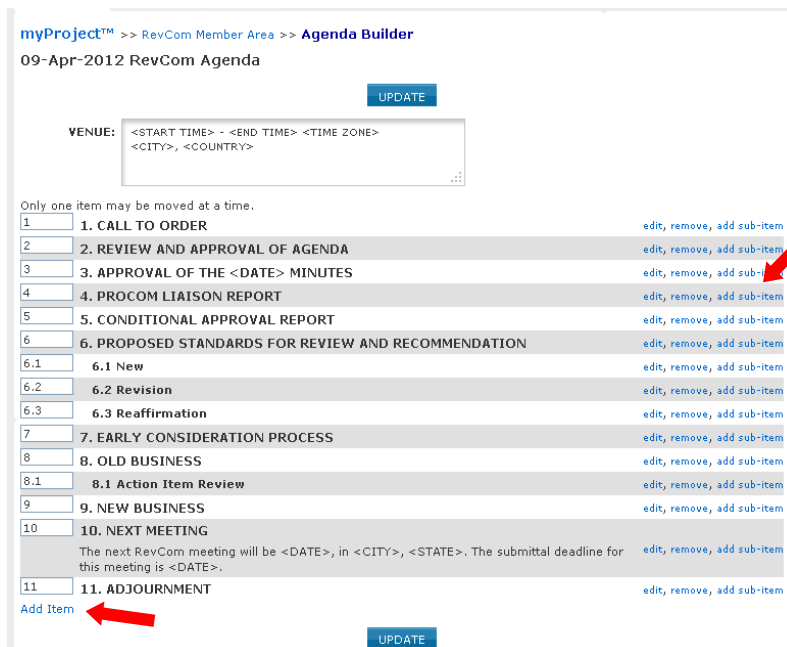 myProject™ >> RevCom Member Area >> Agenda Builder
09-Apr-2012 RevCom Agenda
UPDATE
VENUE: <START TIME> - <END TIME> <TIME ZONE>
<CITY>, <COUNTRY>
Only one item may be moved at a time.
1 1. CALL TO ORDER edit, remove, add sub-item
2 2. REVIEW AND APPROVAL OF AGENDA edit, remove, add sub-item
3 3. APPROVAL OF THE <DATE> MINUTES edit, remove, add
4 4. PROCOM LIAISON REPORT edit, remove, add sub-item
5 5. CONDITIONAL APPROVAL REPORT edit, remove, add sub-item
6 6. PROPOSED STANDARDS FOR REVIEW AND RECOMMENDATION edit, remove, add sub-item
6.1 6.1 New edit, remove, add sub-item
6.2 6.2 Revision edit, remove, add sub-item
6.3 6.3 Reaffirmation edit, remove, add sub-item
7 7. EARLY CONSIDERATION PROCESS edit, remove, add sub-item
8 8. OLD BUSINESS edit, remove, add sub-item
8.1 8.1 Action Item Review edit, remove, add sub-item
9 9. NEW BUSINESS edit, remove, add sub-item
10 10. NEXT MEETING
The next RevCom meeting will be <DATE>, in <CITY>, <STATE>. The submittal deadline for edit, remove, add sub-item
this meeting is <DATE>.
11 11. ADJOURNMENT edit, remove, add sub-item
Add Item
UPDATE